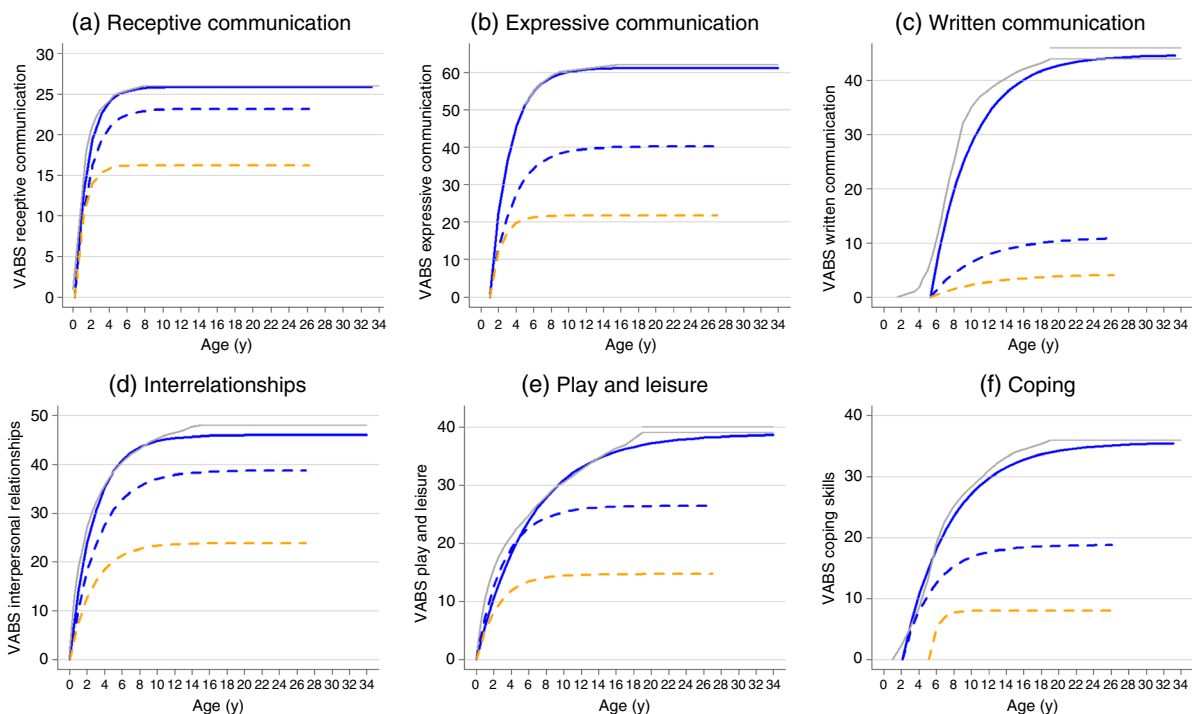 (a) Receptive communication
(b) Expressive communication
(c) Written communication
VABS receptive communication
30
25
20
15
10
5
0
0 2 4 6 8 10 12 14 16 18 20 22 24 26 28 30 32 34
Age (y)
VABS expressive communication
60
50
40
30
20
10
0
0 2 4 6 8 10 12 14 16 18 20 22 24 26 28 30 32 34
Age (y)
VABS written communication
40
30
20
10
0
0 2 4 6 8 10 12 14 16 18 20 22 24 26 28 30 32 34
Age (y)
(d) Interrelationships
(e) Play and leisure
(f) Coping
VABS interpersonal relationships
50
40
30
20
10
0
0 2 4 6 8 10 12 14 16 18 20 22 24 26 28 30 32 34
Age (y)
VABS play and leisure
40
30
20
10
0
0 2 4 6 8 10 12 14 16 18 20 22 24 26 28 30 32 34
Age (y)
VABS coping skills
40
30
20
10
0
0 2 4 6 8 10 12 14 16 18 20 22 24 26 28 30 32 34
Age (y)